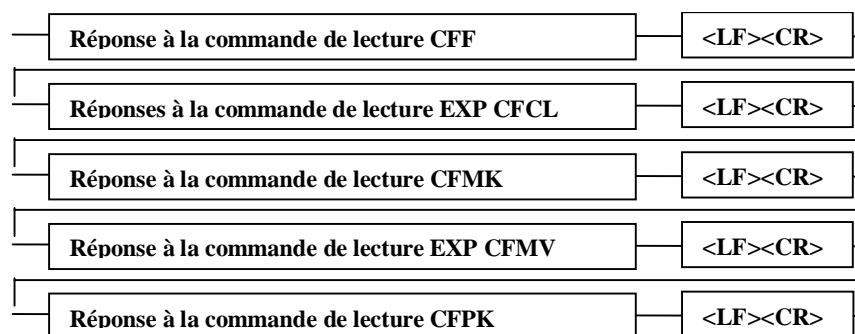 Réponse à la commande de lecture CFF <LF><CR>
Réponses à la commande de lecture EXP CFCL <LF><CR>
Réponse à la commande de lecture CFMK <LF><CR>
Réponse à la commande de lecture EXP CFMV <LF><CR>
Réponse à la commande de lecture CFPK <LF><CR>